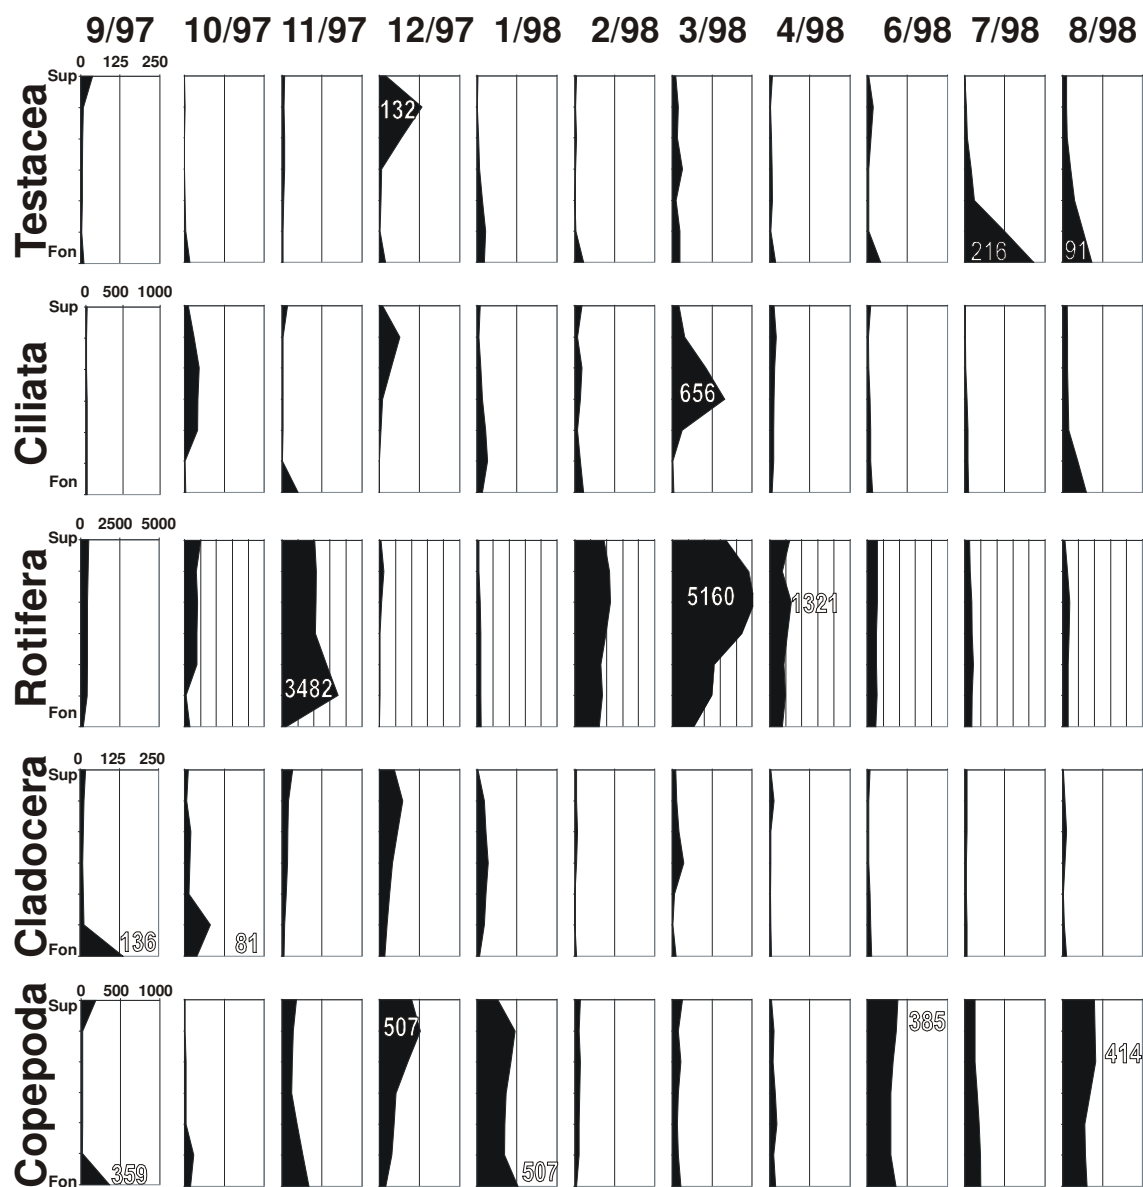 9/97 10/97 11/97 12/97 1/98 2/98 3/98 4/98 6/98 7/98 8/98
0 125 250
Sup
Testacea
132
216
91
Fon
0 500 1000
Sup
Ciliata
656
Fon
0 2500 5000
Sup
Rotifera
5160
1321
3482
Fon
0 125 250
Sup
Cladocera
136
81
Fon
0 500 1000
Sup
Copepoda
507
385
414
359
507
Fon